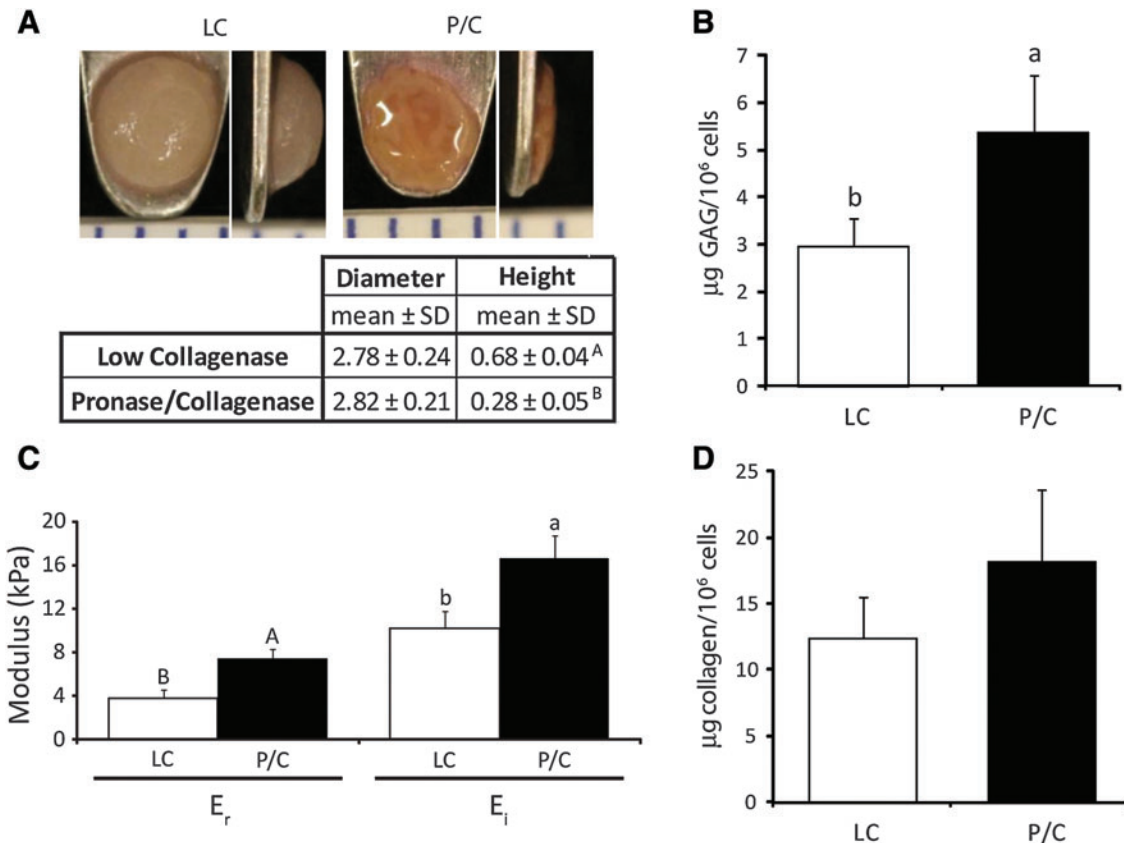 A
LC
P/C
Diameter
Height
mean ± SD
mean ± SD
Low Collagenase
2.78 ± 0.24
0.68 ± 0.04 A
Pronase/Collagenase
2.82 ± 0.21
0.28 ± 0.05 B
B
7
6
5
4
3
2
1
0
µg GAG/10⁶ cells
b
a
LC
P/C
C
20
16
12
8
4
0
Modulus (kPa)
B
A
b
a
LC
P/C
LC
P/C
Er
Ei
D
25
20
15
10
5
0
µg collagen/10⁶ cells
LC
P/C